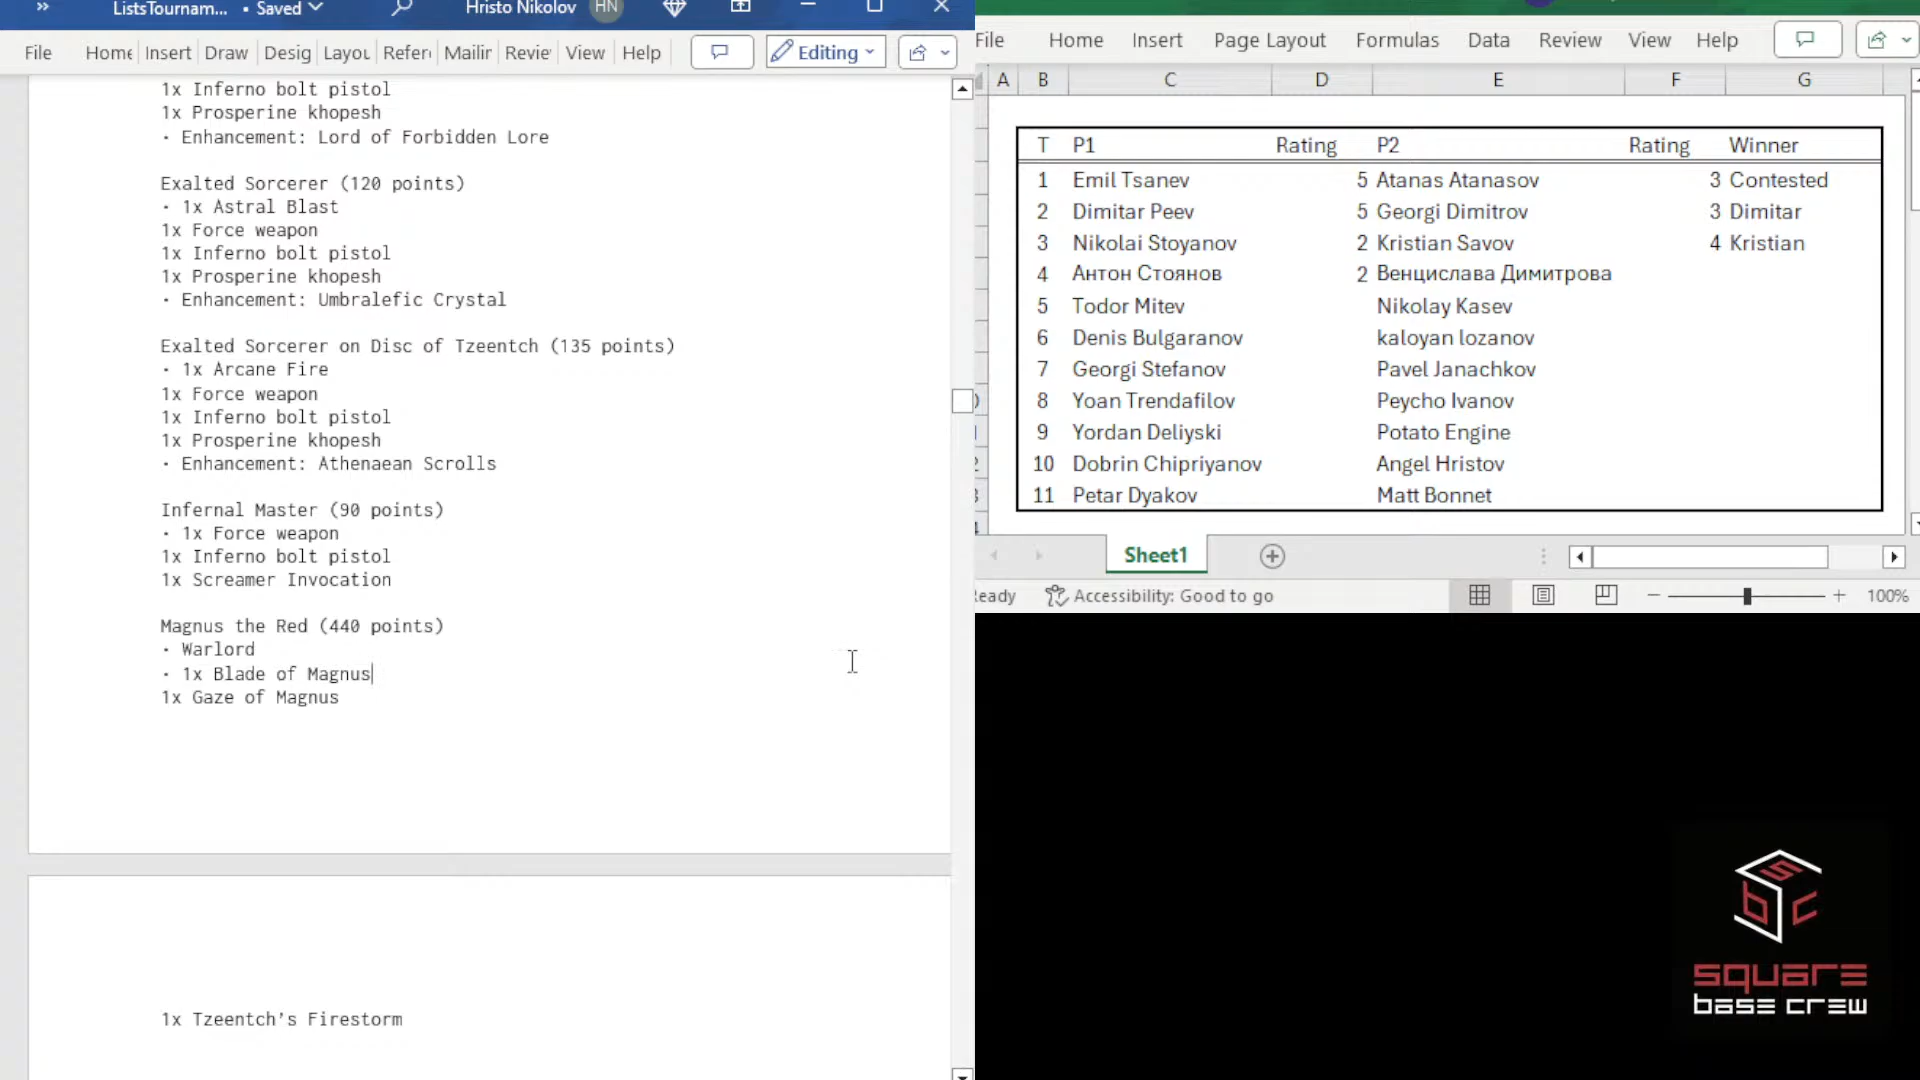 ListsTournam... • Saved
Hristo Nikolov HN
File Home Insert Draw Desig Layou Refer Mailin Revie View Help Editing
1x Inferno bolt pistol
1x Prosperine khopesh
• Enhancement: Lord of Forbidden Lore
Exalted Sorcerer (120 points)
• 1x Astral Blast
1x Force weapon
1x Inferno bolt pistol
1x Prosperine khopesh
• Enhancement: Umbralefic Crystal
Exalted Sorcerer on Disc of Tzeentch (135 points)
• 1x Arcane Fire
1x Force weapon
1x Inferno bolt pistol
1x Prosperine khopesh
• Enhancement: Athenaean Scrolls
Infernal Master (90 points)
• 1x Force weapon
1x Inferno bolt pistol
1x Screamer Invocation
Magnus the Red (440 points)
• Warlord
• 1x Blade of Magnus
1x Gaze of Magnus
1x Tzeentch’s Firestorm
File Home Insert Page Layout Formulas Data Review View Help
A B C D E F G
T P1 Rating P2 Rating Winner
1 Emil Tsanev 5 Atanas Atanasov 3 Contested
2 Dimitar Peev 5 Georgi Dimitrov 3 Dimitar
3 Nikolai Stoyanov 2 Kristian Savov 4 Kristian
4 Антон Стоянов 2 Венцислава Димитрова
5 Todor Mitev Nikolay Kasev
6 Denis Bulgaranov kaloyan lozanov
7 Georgi Stefanov Pavel Janachkov
8 Yoan Trendafilov Peycho Ivanov
9 Yordan Deliyski Potato Engine
10 Dobrin Chipriyanov Angel Hristov
11 Petar Dyakov Matt Bonnet
Sheet1
eady Accessibility: Good to go 100%
sbc
square
base crew